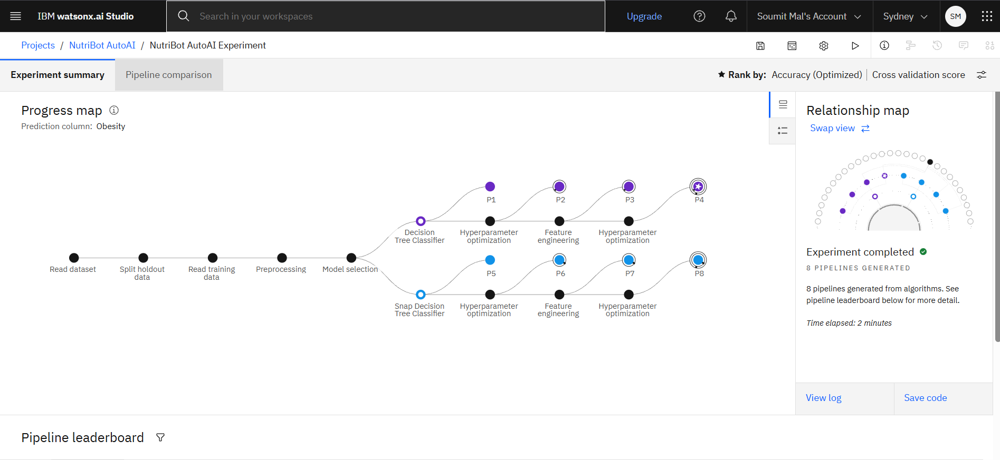 IBM watsonx.ai Studio
Search in your workspaces
Upgrade
Soumit Mal's Account
Sydney
SM
Projects / NutriBot AutoAI / NutriBot AutoAI Experiment
Experiment summary
Pipeline comparison
Rank by: Accuracy (Optimized) | Cross validation score
Progress map
Prediction column: Obesity
P1
P2
P3
P4
Decision
Tree Classifier
Hyperparameter
optimization
Feature
engineering
Hyperparameter
optimization
Read dataset
Split holdout
data
Read training
data
Preprocessing
Model selection
P5
P6
P7
P8
Snap Decision
Tree Classifier
Hyperparameter
optimization
Feature
engineering
Hyperparameter
optimization
Relationship map
Swap view
Experiment completed
8 PIPELINES GENERATED
8 pipelines generated from algorithms. See
pipeline leaderboard below for more detail.
Time elapsed: 2 minutes
View log
Save code
Pipeline leaderboard